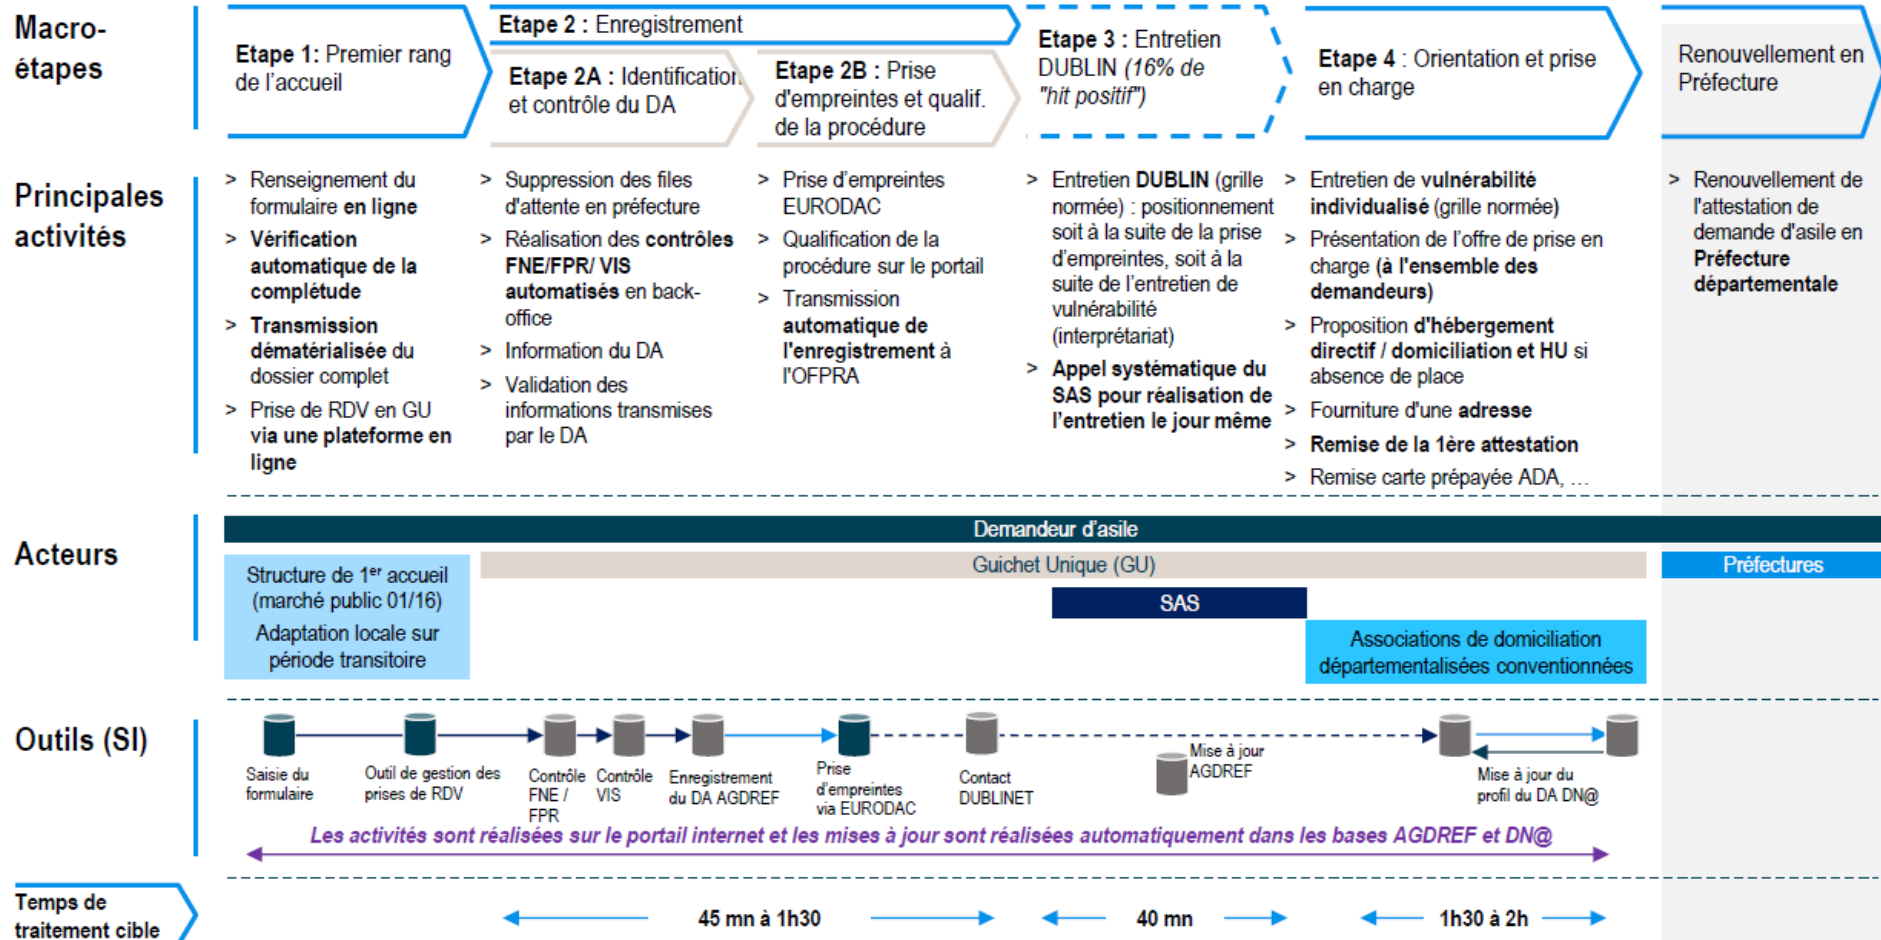 Macro-
étapes
Etape 1: Premier rang
de l'accueil
Etape 2 : Enregistrement
Etape 2A : Identification
et contrôle du DA
Etape 2B : Prise
d'empreintes et qualif.
de la procédure
Etape 3 : Entretien
DUBLIN (16% de
"hit positif")
Etape 4 : Orientation et prise
en charge
Renouvellement en
Préfecture
Principales
activités
> Renseignement du
formulaire en ligne
> Vérification
automatique de la
complétude
> Transmission
dématérialisée du
dossier complet
> Prise de RDV en GU
via une plateforme en
ligne
> Suppression des files
d'attente en préfecture
> Réalisation des contrôles
FNE/FPR/ VIS
automatisés en back-
office
> Information du DA
> Validation des
informations transmises
par le DA
> Prise d'empreintes
EURODAC
> Qualification de la
procédure sur le portail
> Transmission
automatique de
l'enregistrement à
l'OFPRA
> Entretien DUBLIN (grille
normée) : positionnement
soit à la suite de la prise
d'empreintes, soit à la
suite de l'entretien de
vulnérabilité
(interprétariat)
> Appel systématique du
SAS pour réalisation de
l'entretien le jour même
> Entretien de vulnérabilité
individualisé (grille normée)
> Présentation de l'offre de prise en
charge (à l'ensemble des
demandeurs)
> Proposition d'hébergement
directif / domiciliation et HU si
absence de place
> Fourniture d'une adresse
> Remise de la 1ère attestation
> Remise carte prépayée ADA, …
> Renouvellement de
l'attestation de
demande d'asile en
Préfecture
départementale
Acteurs
Demandeur d'asile
Structure de 1er accueil
(marché public 01/16)
Adaptation locale sur
période transitoire
Guichet Unique (GU)
Préfectures
SAS
Associations de domiciliation
départementalisées conventionnées
Outils (SI)
Saisie du
formulaire
Outil de gestion des
prises de RDV
Contrôle
FNE /
FPR
Contrôle
VIS
Enregistrement
du DA AGDREF
Prise
d'empreintes
via EURODAC
Contact
DUBLINET
Mise à jour
AGDREF
Mise à jour du
profil du DA DN@
Les activités sont réalisées sur le portail internet et les mises à jour sont réalisées automatiquement dans les bases AGDREF et DN@
Temps de
traitement cible
45 mn à 1h30
40 mn
1h30 à 2h